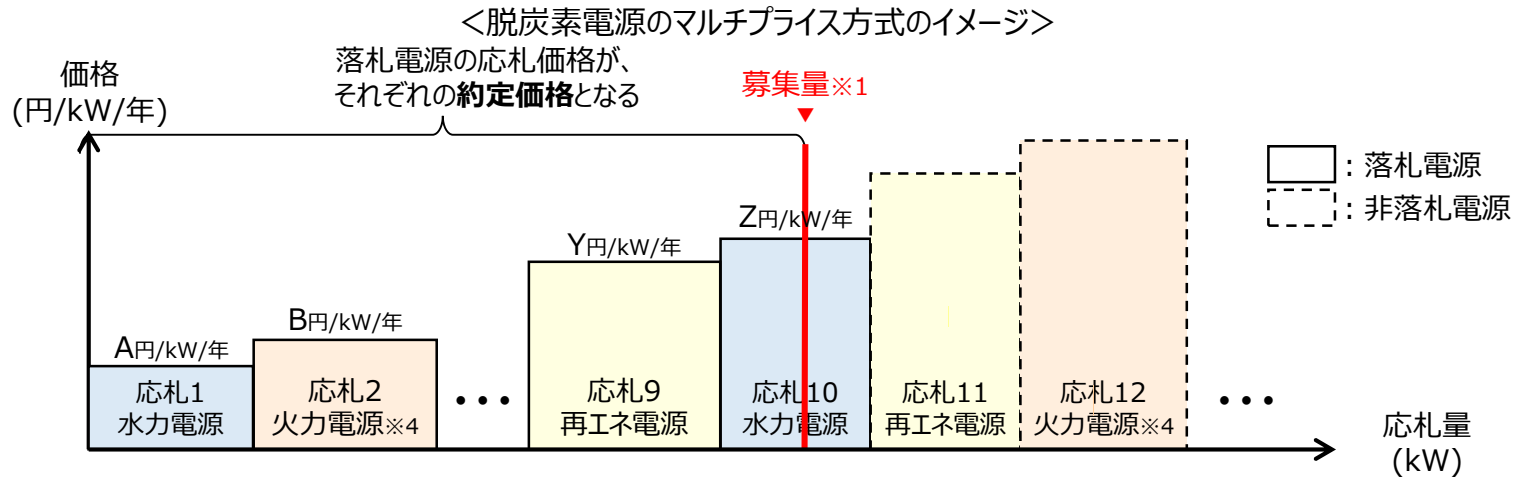 ＜脱炭素電源のマルチプライス方式のイメージ＞
落札電源の応札価格が、
それぞれの約定価格となる
価格
(円/kW/年)
募集量※1
：落札電源
：非落札電源
A円/kW/年
B円/kW/年
Y円/kW/年
Z円/kW/年
応札1
水力電源
応札2
火力電源※4
・・・
応札9
再エネ電源
応札10
水力電源
応札11
再エネ電源
応札12
火力電源※4
・・・
応札量
(kW)